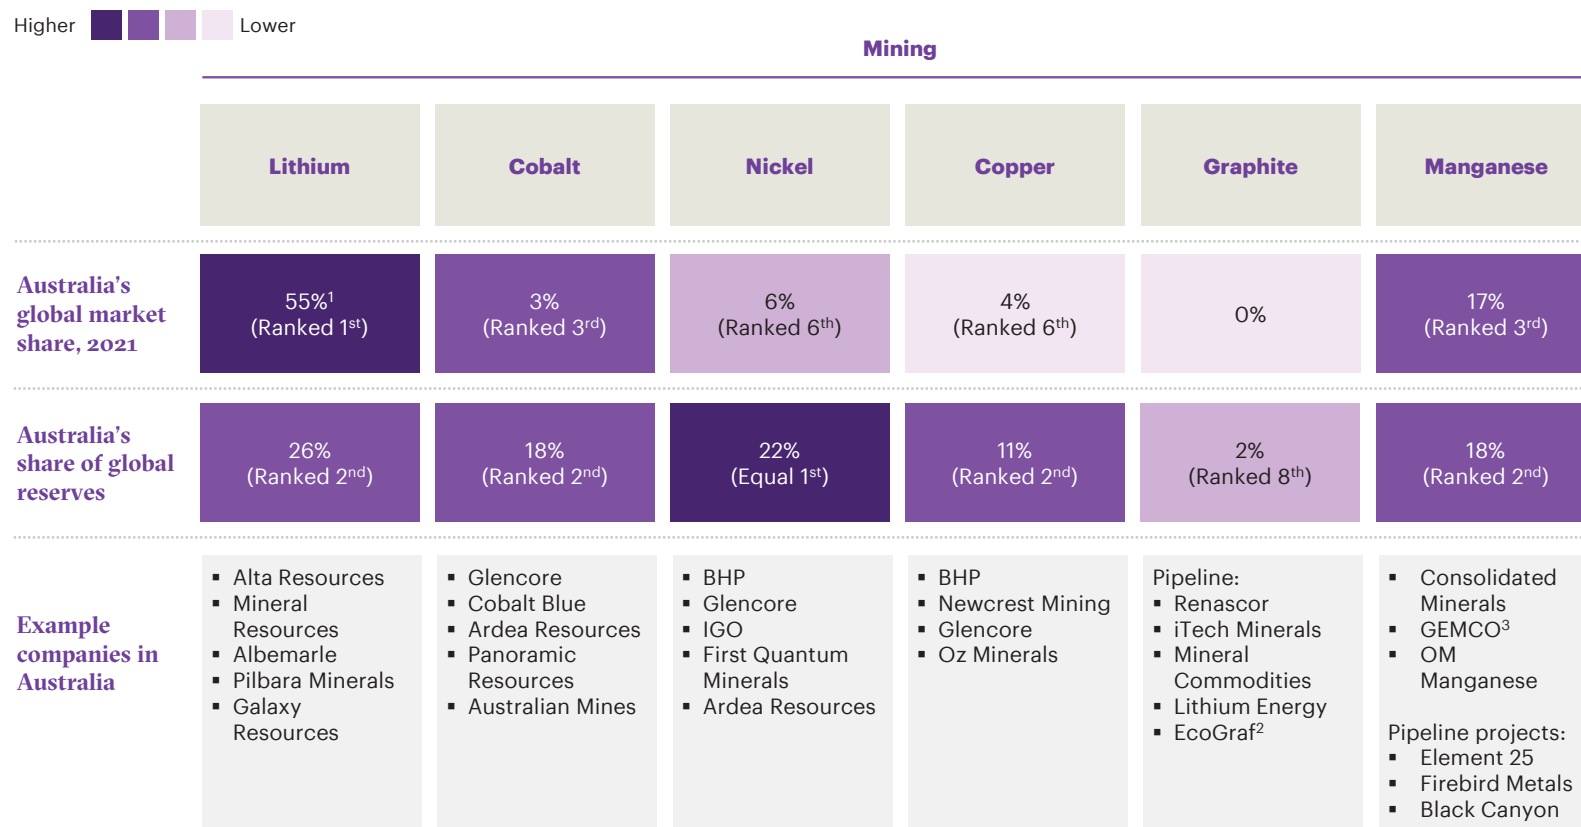 Higher
Lower
Mining
Lithium
Cobalt
Nickel
Copper
Graphite
Manganese
Australia’s
global market
share, 2021
55%¹
(Ranked 1ˢᵗ)
3%
(Ranked 3ʳᵈ)
6%
(Ranked 6ᵗʰ)
4%
(Ranked 6ᵗʰ)
0%
17%
(Ranked 3ʳᵈ)
Australia’s
share of global
reserves
26%
(Ranked 2ⁿᵈ)
18%
(Ranked 2ⁿᵈ)
22%
(Equal 1ˢᵗ)
11%
(Ranked 2ⁿᵈ)
2%
(Ranked 8ᵗʰ)
18%
(Ranked 2ⁿᵈ)
Example
companies in
Australia
▪ Alta Resources
▪ Mineral
Resources
▪ Albemarle
▪ Pilbara Minerals
▪ Galaxy
Resources
▪ Glencore
▪ Cobalt Blue
▪ Ardea Resources
▪ Panoramic
Resources
▪ Australian Mines
▪ BHP
▪ Glencore
▪ IGO
▪ First Quantum
Minerals
▪ Ardea Resources
▪ BHP
▪ Newcrest Mining
▪ Glencore
▪ Oz Minerals
Pipeline:
▪ Renascor
▪ iTech Minerals
▪ Mineral
Commodities
▪ Lithium Energy
▪ EcoGraf²
▪ Consolidated
Minerals
▪ GEMCO³
▪ OM
Manganese
Pipeline projects:
▪ Element 25
▪ Firebird Metals
▪ Black Canyon